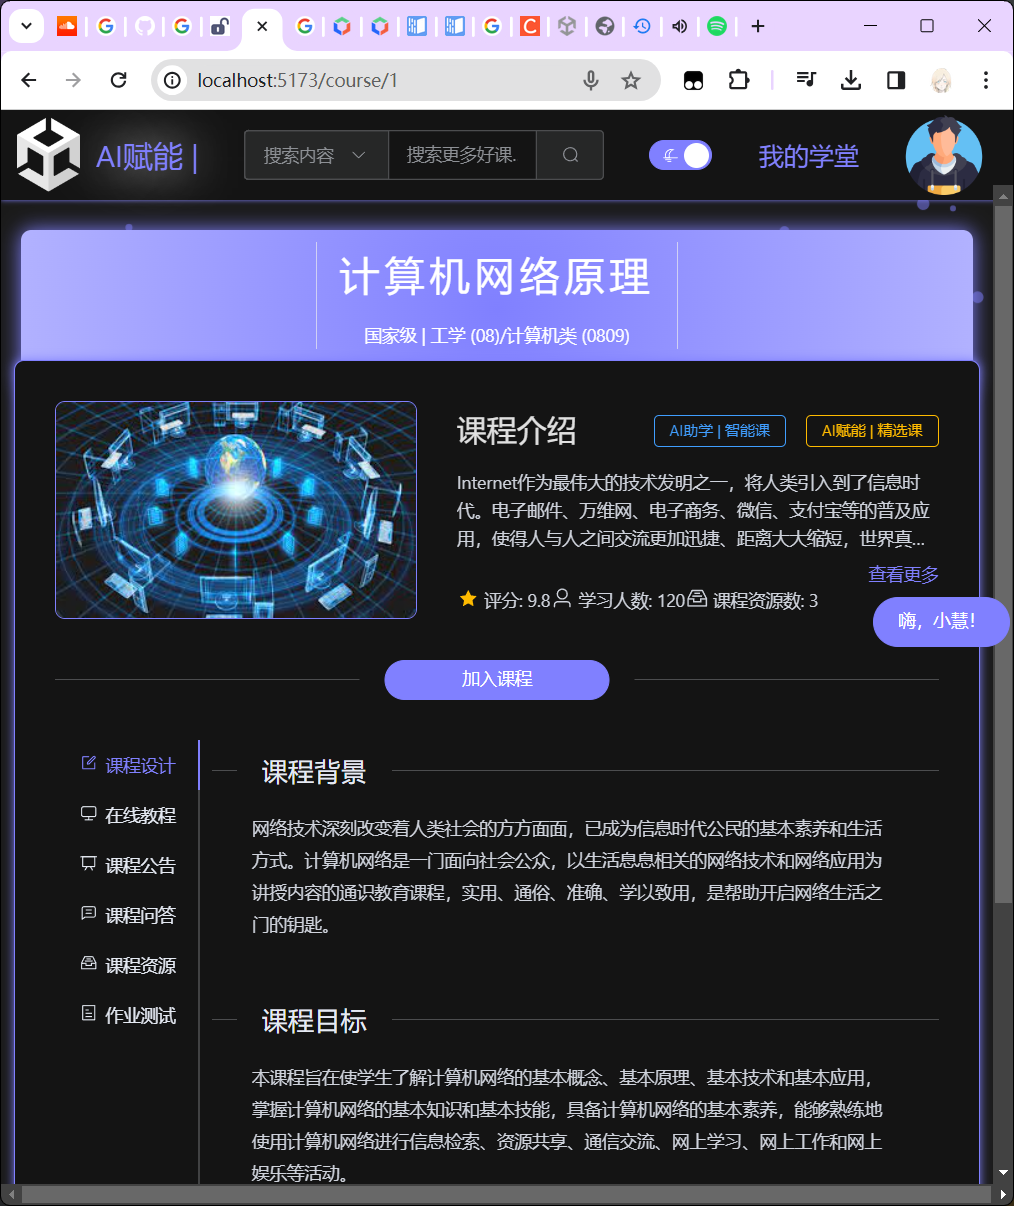 localhost:5173/course/1
AI赋能 |
搜索内容
搜索更多好课.
我的学堂
计算机网络原理
国家级 | 工学 (08)/计算机类 (0809)
课程介绍
AI助学 | 智能课
AI赋能 | 精选课
Internet作为最伟大的技术发明之一，将人类引入到了信息时
代。电子邮件、万维网、电子商务、微信、支付宝等的普及应
用，使得人与人之间交流更加迅捷、距离大大缩短，世界真...
查看更多
评分: 9.8 学习人数: 120 课程资源数: 3
嗨，小慧！
加入课程
课程设计
在线教程
课程公告
课程问答
课程资源
作业测试
课程背景
网络技术深刻改变着人类社会的方方面面，已成为信息时代公民的基本素养和生活
方式。计算机网络是一门面向社会公众，以生活息息相关的网络技术和网络应用为
讲授内容的通识教育课程，实用、通俗、准确、学以致用，是帮助开启网络生活之
门的钥匙。
课程目标
本课程旨在使学生了解计算机网络的基本概念、基本原理、基本技术和基本应用，
掌握计算机网络的基本知识和基本技能，具备计算机网络的基本素养，能够熟练地
使用计算机网络进行信息检索、资源共享、通信交流、网上学习、网上工作和网上
娱乐等活动。